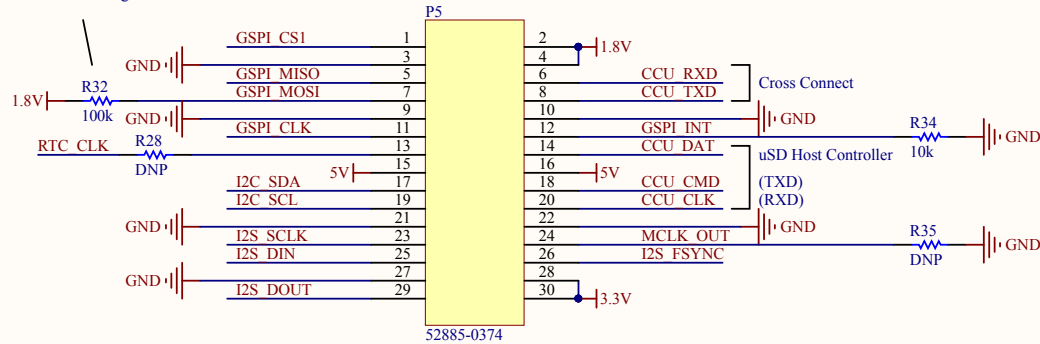 P5
GSPI_CS1 1 2 1.8V
GND 3 4
GSPI_MISO 5 6 CCU_RXD
Cross Connect
R32
1.8V 100k GSPI_MOSI 7 8 CCU_TXD
GND 9 10 GND
GSPI_CLK 11 12 GSPI_INT R34 10k GND
RTC_CLK R28 DNP 13 14 CCU_DAT
uSD Host Controller
5V 15 16 5V
I2C_SDA 17 18 CCU_CMD (TXD)
I2C_SCL 19 20 CCU_CLK (RXD)
GND 21 22 GND
I2S_SCLK 23 24 MCLK_OUT R35 DNP GND
I2S_DIN 25 26 I2S_FSYNC
GND 27 28
I2S_DOUT 29 30 3.3V
52885-0374